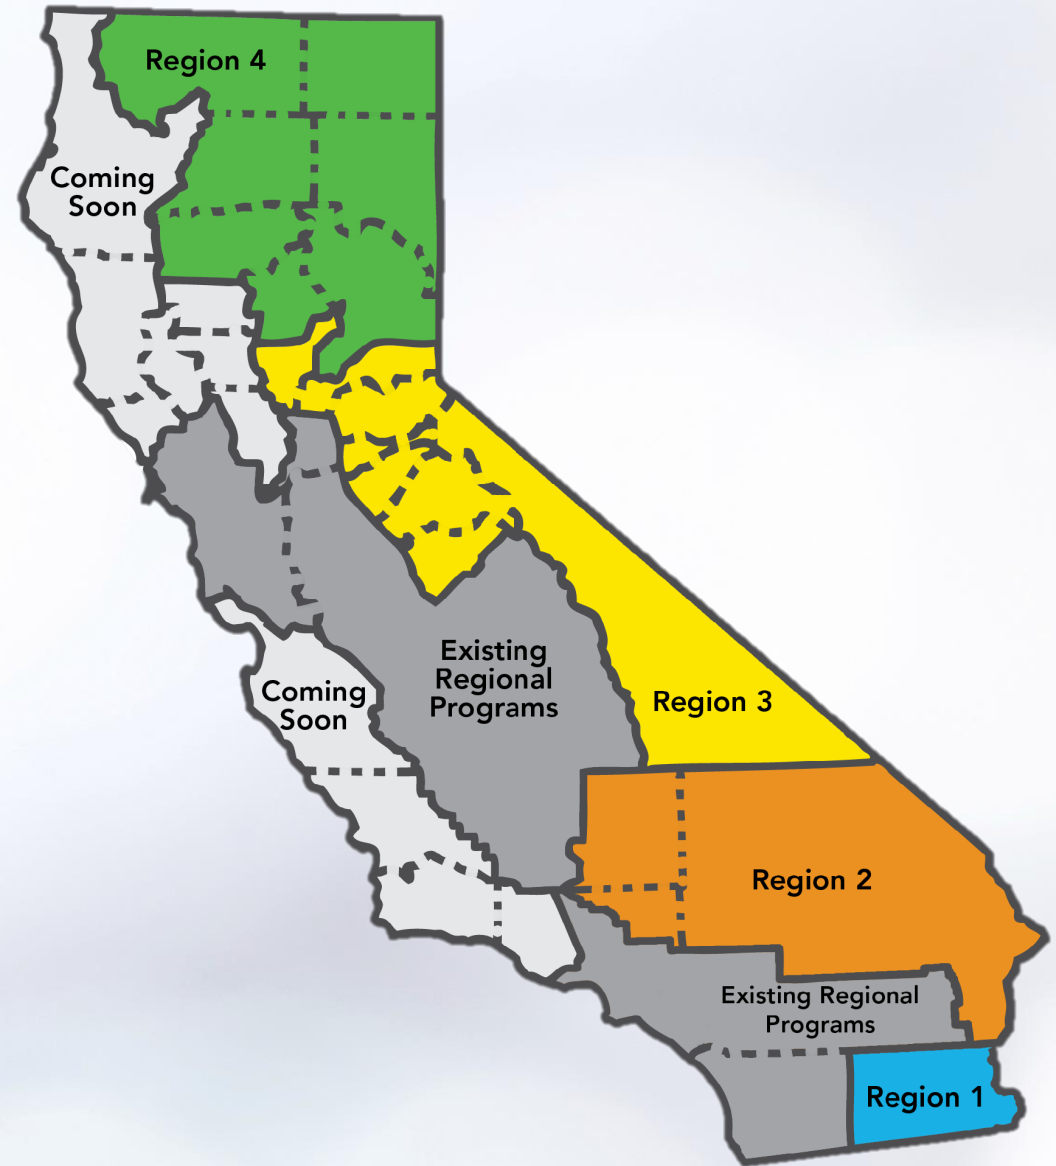 Region 4
Coming
Soon
Existing
Regional
Programs
Coming
Soon
Region 3
Region 2
Existing Regional
Programs
Region 1